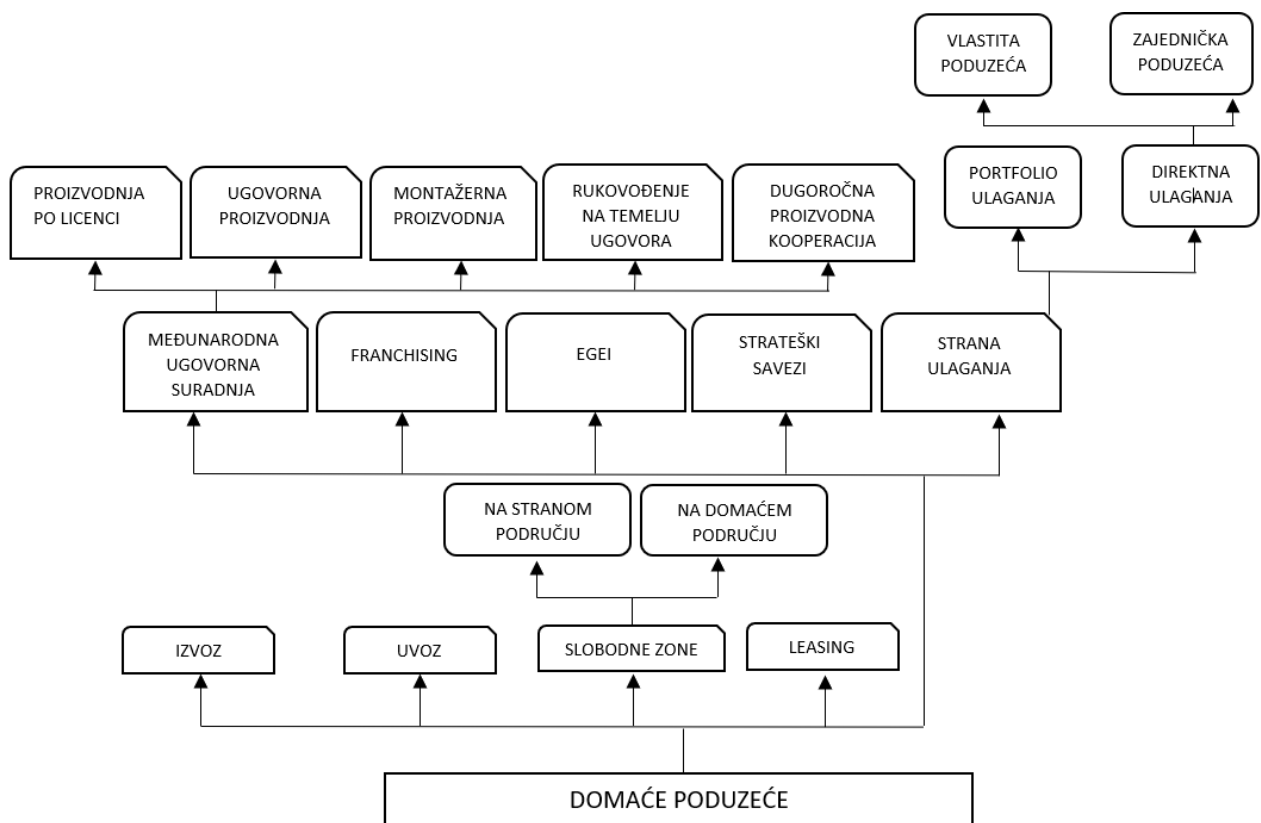 VLASTITA
PODUZEĆA
ZAJEDNIČKA
PODUZEĆA
PROIZVODNJA
PO LICENCI
UGOVORNA
PROIZVODNJA
MONTAŽERNA
PROIZVODNJA
RUKOVOĐENJE
NA TEMELJU
UGOVORA
DUGOROČNA
PROIZVODNA
KOOPERACIJA
PORTFOLIO
ULAGANJA
DIREKTNA
ULAGANJA
MEĐUNARODNA
UGOVORNA
SURADNJA
FRANCHISING
EGEI
STRATEŠKI
SAVEZI
STRANA
ULAGANJA
NA STRANOM
PODRUČJU
NA DOMAĆEM
PODRUČJU
IZVOZ
UVOZ
SLOBODNE ZONE
LEASING
DOMAĆE PODUZEĆE